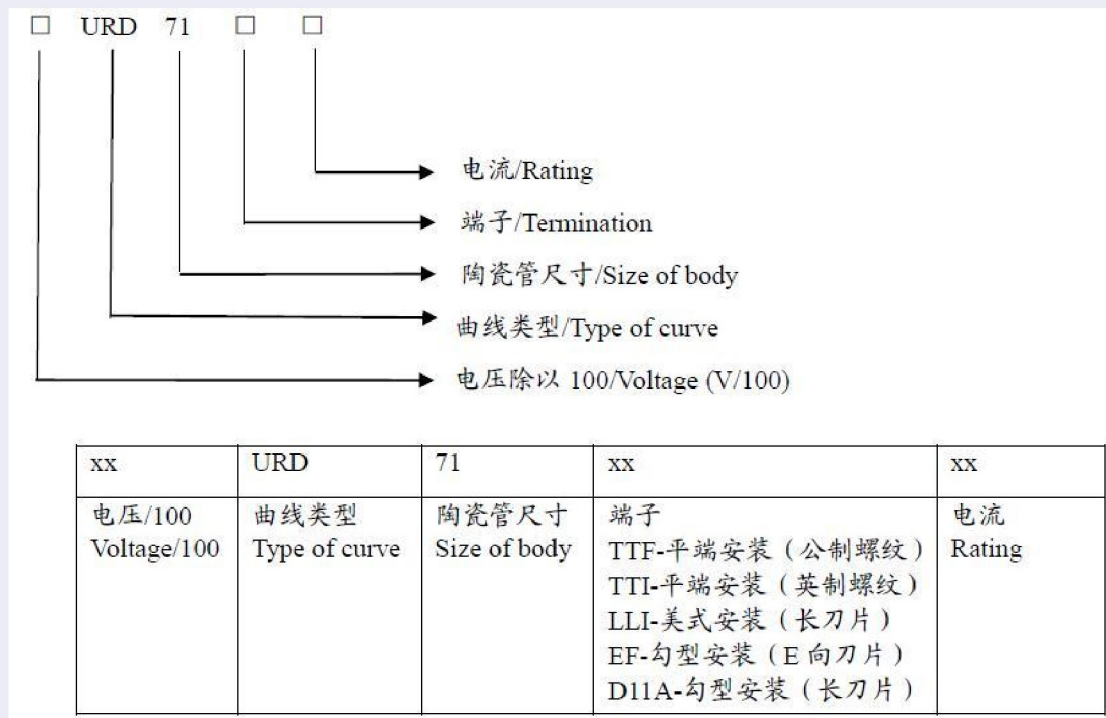 □ URD 71 □ □
电流/Rating
端子/Termination
陶瓷管尺寸/Size of body
曲线类型/Type of curve
电压除以 100/Voltage (V/100)
xx URD 71 xx xx
电压/100 曲线类型 陶瓷管尺寸 端子 电流
Voltage/100 Type of curve Size of body TTF-平端安装（公制螺纹） Rating
TTI-平端安装（英制螺纹）
LLI-美式安装（长刀片）
EF-勾型安装（E 向刀片）
D11A-勾型安装（长刀片）